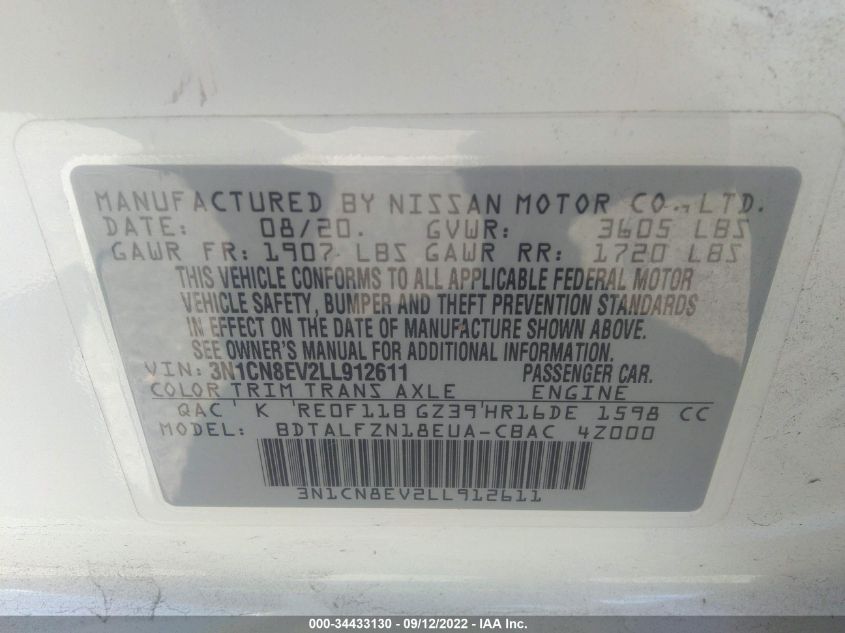 MANUFACTURED BY NISSAN MOTOR CO., LTD.
DATE: 08/20. GVWR: 3605 LBS
GAWR FR: 1907 LBS GAWR RR: 1720 LBS
THIS VEHICLE CONFORMS TO ALL APPLICABLE FEDERAL MOTOR
VEHICLE SAFETY, BUMPER AND THEFT PREVENTION STANDARDS
IN EFFECT ON THE DATE OF MANUFACTURE SHOWN ABOVE.
SEE OWNER'S MANUAL FOR ADDITIONAL INFORMATION.
VIN: 3N1CN8EV2LL912611 PASSENGER CAR.
COLOR TRIM TRANS AXLE ENGINE
QAC K RE0F11B GZ39 HR16DE 1598 CC
MODEL: BDTALFZN18EUA-CBAC 4Z000
3N1CN8EV2LL912611
000-34433130 - 09/12/2022 - IAA Inc.